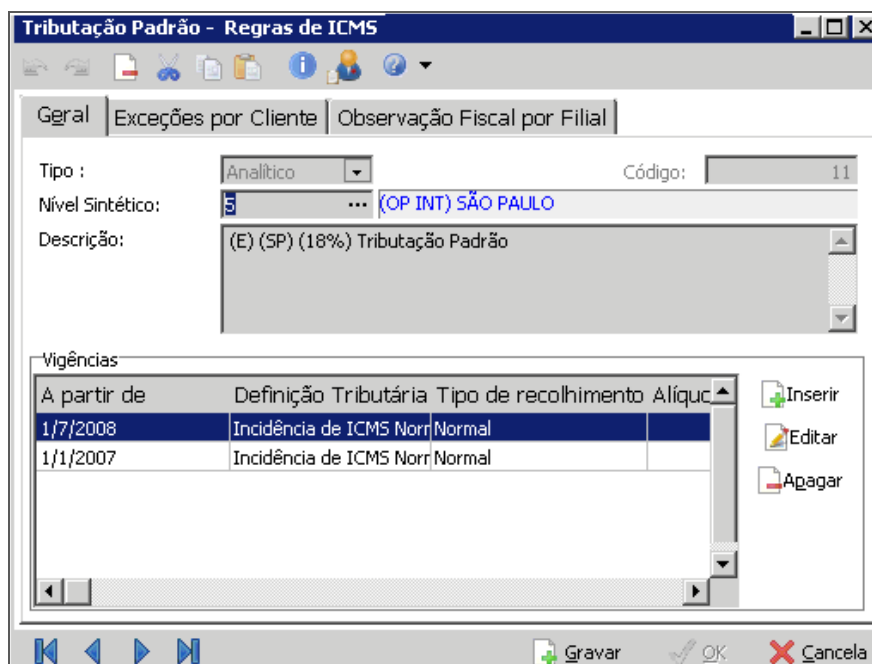 Tributação Padrão - Regras de ICMS
Geral Exceções por Cliente Observação Fiscal por Filial
Tipo : Analítico Código: 11
Nível Sintético: 5 ... (OP INT) SÃO PAULO
Descrição: (E) (SP) (18%) Tributação Padrão
Vigências
A partir de Definição Tributária Tipo de recolhimento Alíquc
1/7/2008 Incidência de ICMS Norr Normal
1/1/2007 Incidência de ICMS Norr Normal
Inserir
Editar
Apagar
Gravar OK Cancela